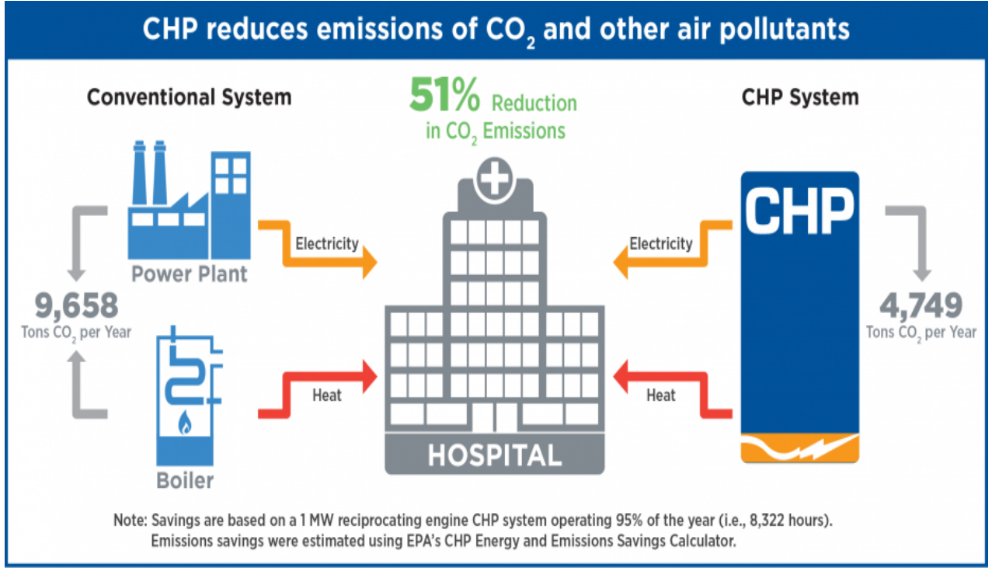 CHP reduces emissions of CO₂ and other air pollutants
Conventional System
51% Reduction
in CO₂ Emissions
CHP System
CHP
Electricity
Electricity
Power Plant
9,658
Tons CO₂ per Year
4,749
Tons CO₂ per Year
Heat
Heat
HOSPITAL
Boiler
Note: Savings are based on a 1 MW reciprocating engine CHP system operating 95% of the year (i.e., 8,322 hours).
Emissions savings were estimated using EPA's CHP Energy and Emissions Savings Calculator.